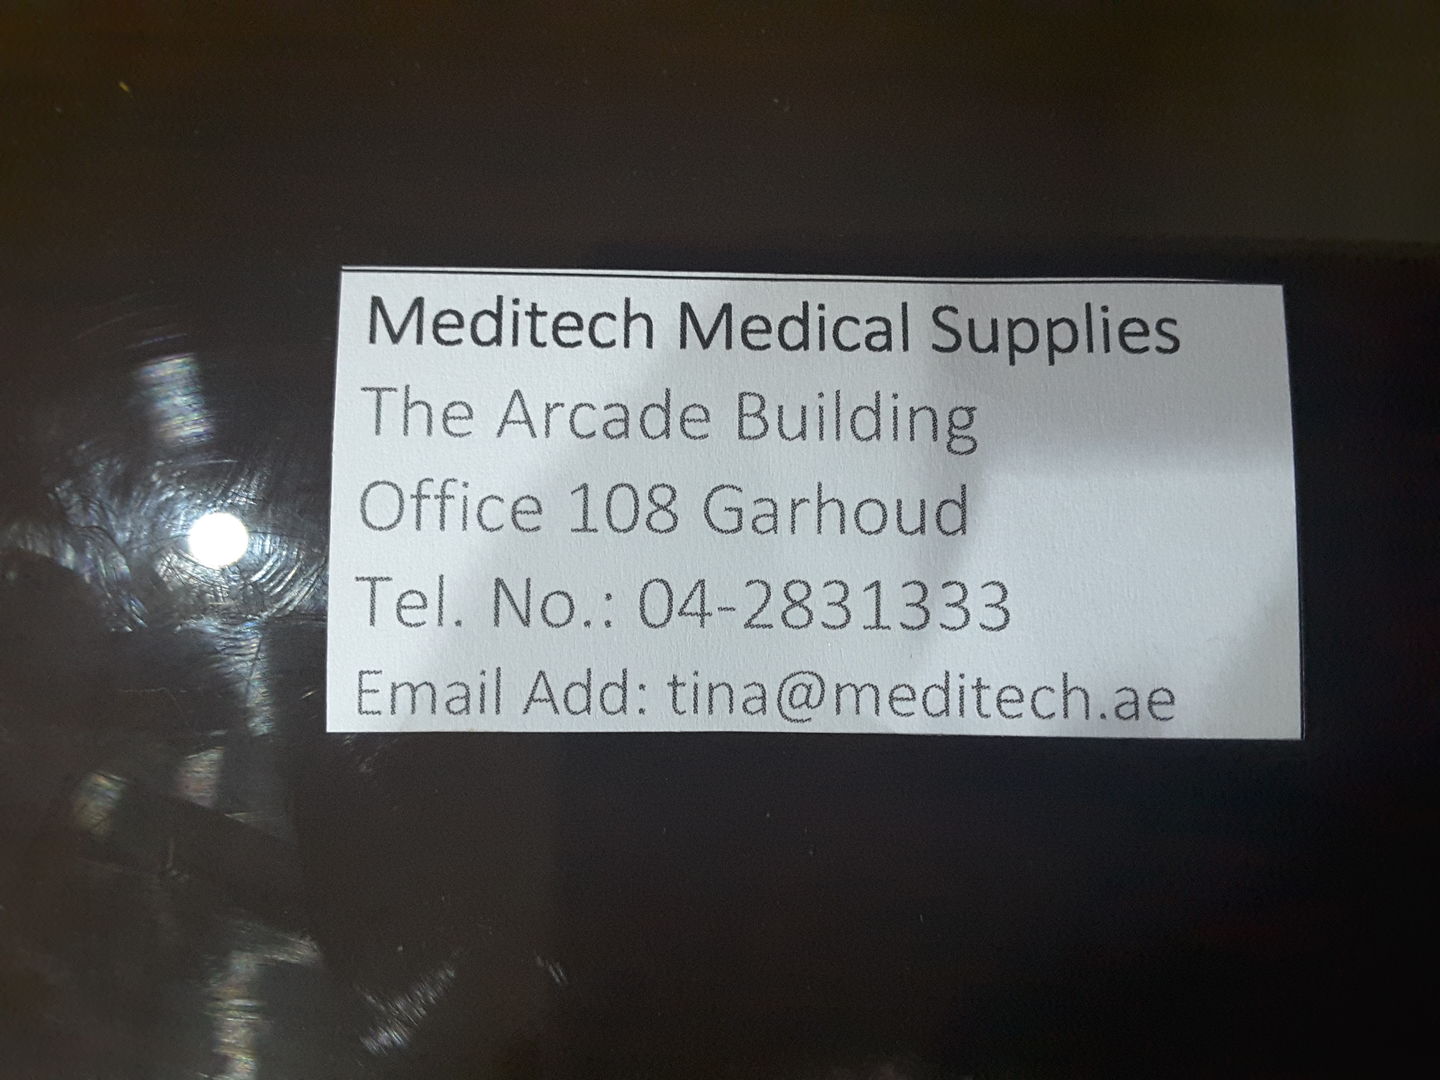 Meditech Medical Supplies
The Arcade Building
Office 108 Garhoud
Tel. No.: 04-2831333
Email Add: tina@meditech.ae